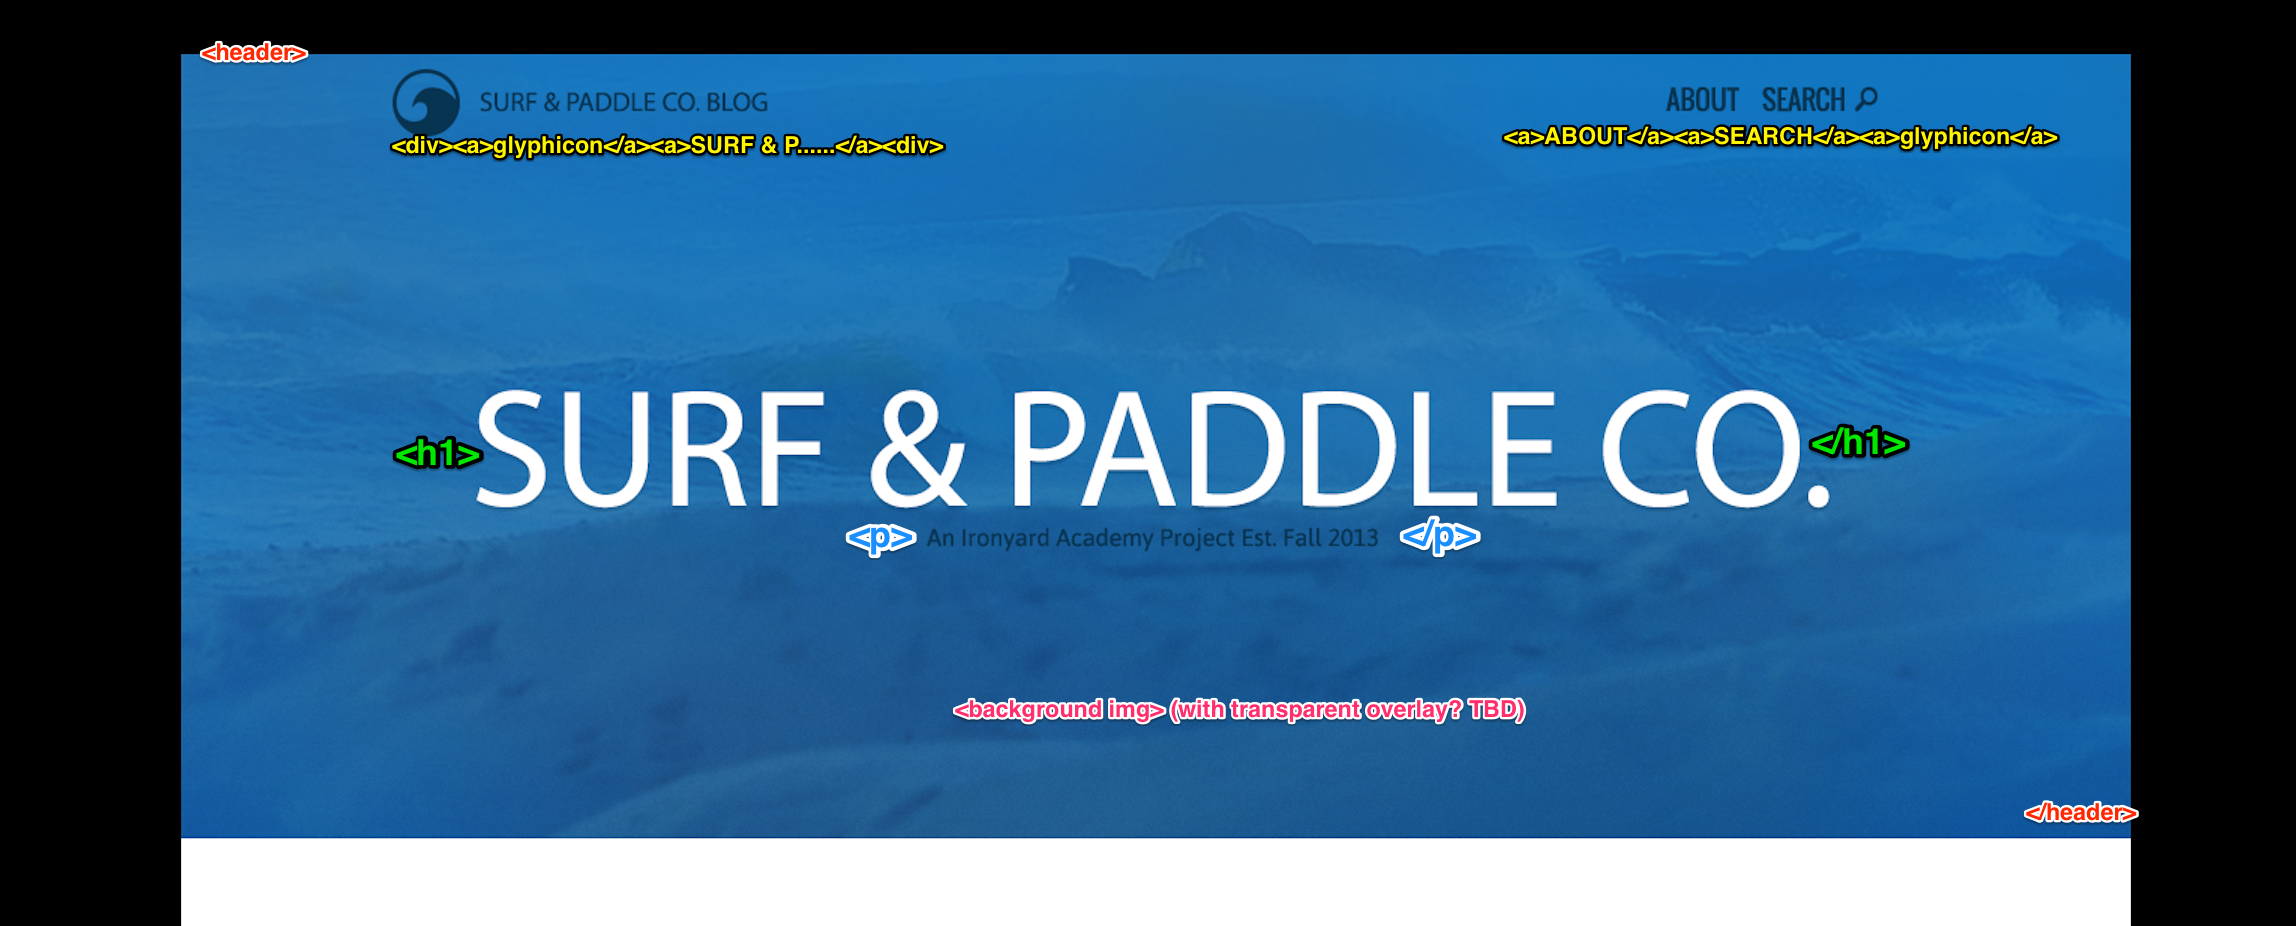 <header>
SURF & PADDLE CO. BLOG
ABOUT SEARCH
<div><a>glyphicon</a><a>SURF & P......</a><div>
<a>ABOUT</a><a>SEARCH</a><a>glyphicon</a>
<h1>SURF & PADDLE CO.</h1>
<p> An Ironyard Academy Project Est. Fall 2013 </p>
<background img> (with transparent overlay? TBD)
</header>